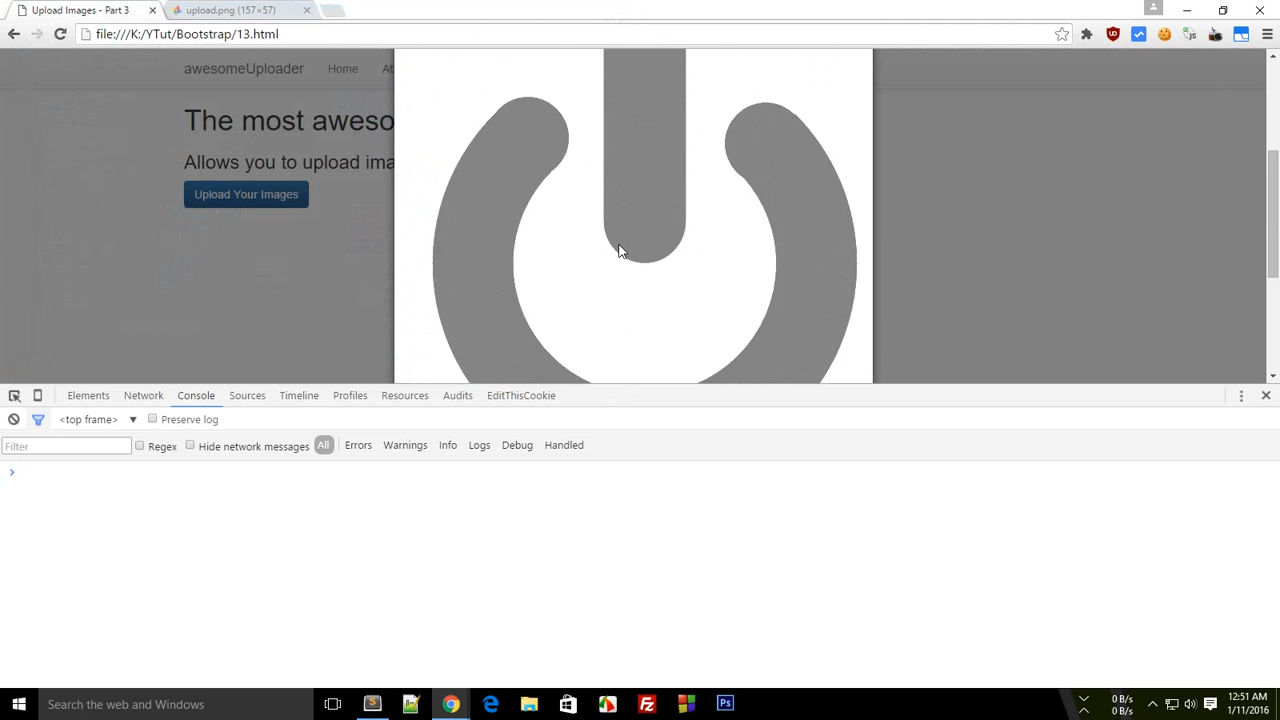 Upload Images - Part 3
upload.png (157×57)
file:///K:/YTut/Bootstrap/13.html
awesomeUploader Home Ab
The most aweso
Allows you to upload ima
Upload Your Images
Elements Console Network Sources Timeline Profiles Resources Audits EditThisCookie
<top frame> Preserve log
Filter Regex Hide network messages All Errors Warnings Info Logs Debug Handled
Search the web and Windows
0 B/s
0 B/s
12:51 AM
1/11/2016